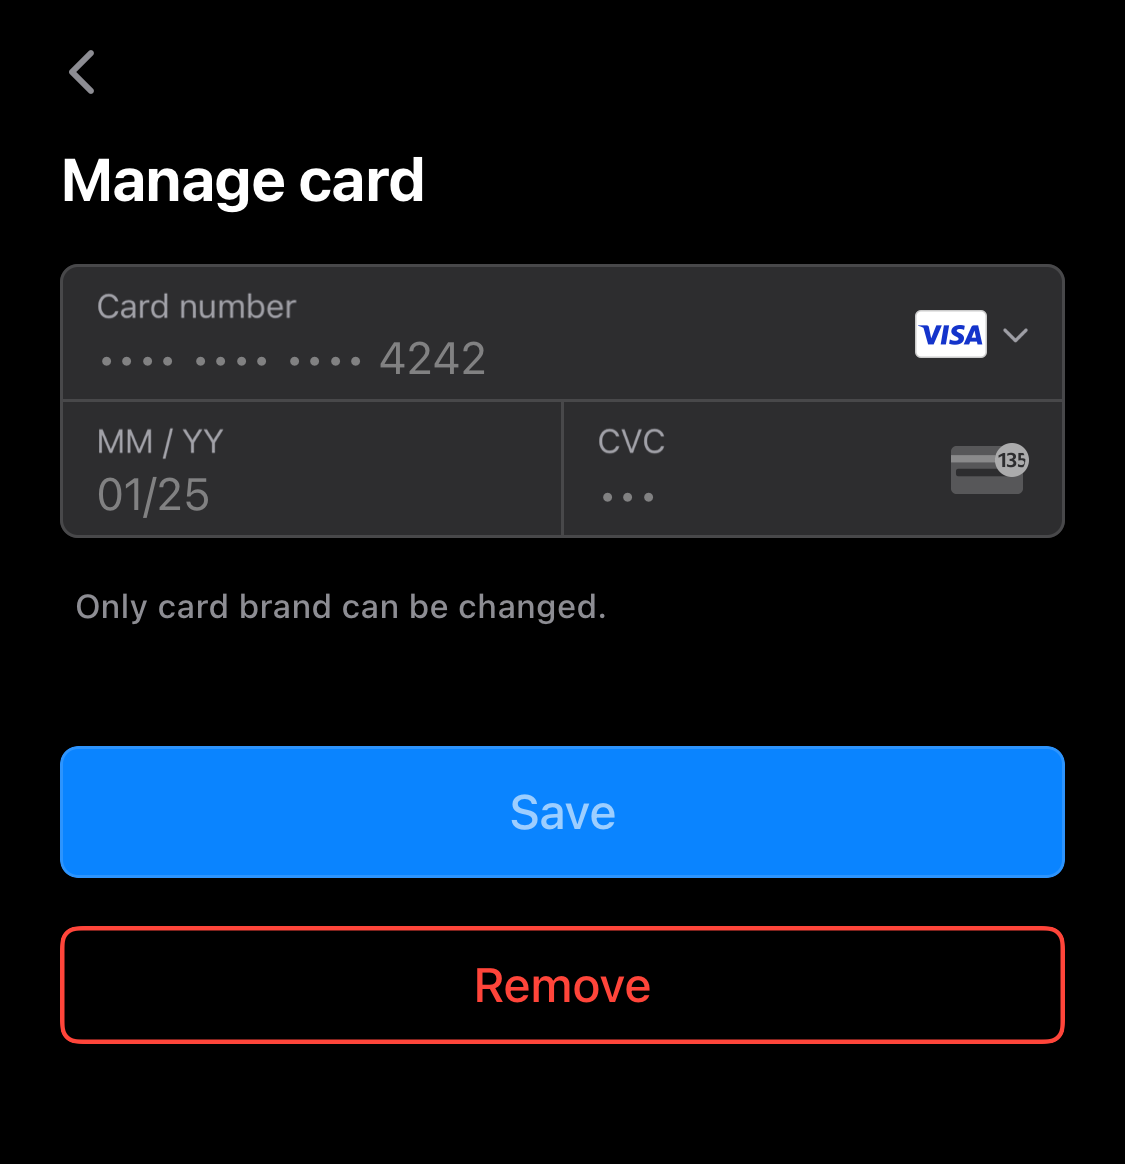 Manage card
Card number
VISA
•••• •••• •••• 4242
MM / YY
CVC
01/25
•••
135
Only card brand can be changed.
Save
Remove